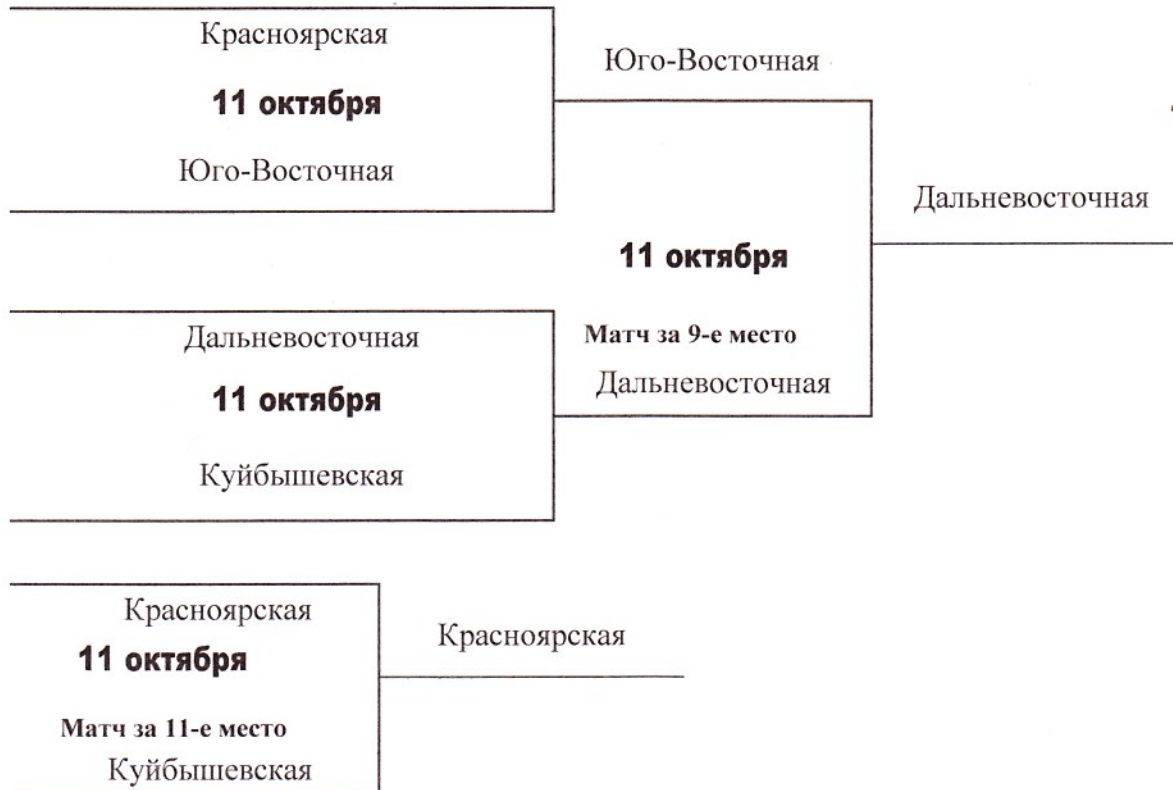 Красноярская
11 октября
Юго-Восточная
Юго-Восточная
11 октября
Матч за 9-е место
Дальневосточная
Дальневосточная
Дальневосточная
11 октября
Куйбышевская
Красноярская
11 октября
Матч за 11-е место
Куйбышевская
Красноярская